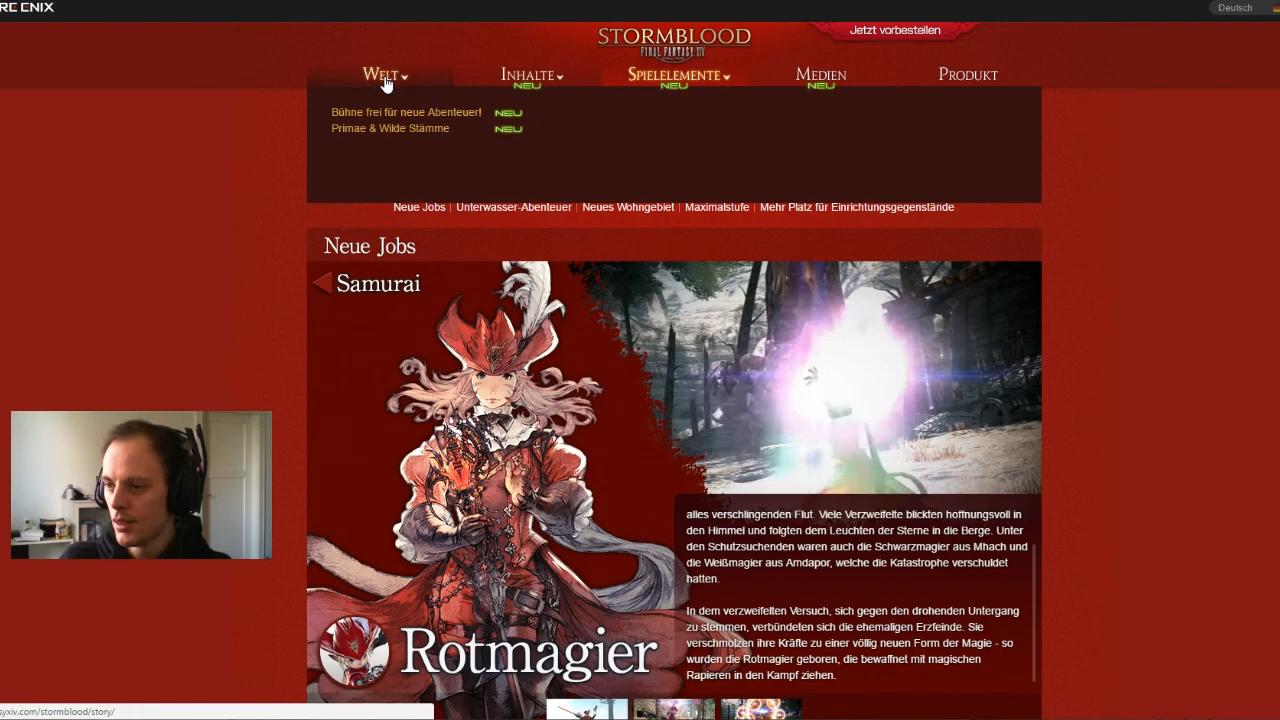 RE ENIX
Deutsch
STORMBLOOD
FINAL FANTASY XIV
ONLINE
Jetzt vorbestellen
Welt
Inhalte
NEU
Spielelemente
NEU
Medien
NEU
Produkt
Bühne frei für neue Abenteuer! NEU
Primae & Wilde Stämme NEU
Neue Jobs | Unterwasser-Abenteuer | Neues Wohngebiet | Maximalstufe | Mehr Platz für Einrichtungsgegenstände
Neue Jobs
Samurai
alles verschlingenden Flut. Viele Verzweifelte blickten hoffnungsvoll in
den Himmel und folgten dem Leuchten der Sterne in die Berge. Unter
den Schutzsuchenden waren auch die Schwarzmagier aus Mhach und
die Weißmagier aus Amdapor, welche die Katastrophe verschuldet
hatten.
In dem verzweifelten Versuch, sich gegen den drohenden Untergang
zu stemmen, verbündeten sich die ehemaligen Erzfeinde. Sie
verschmolzen ihre Kräfte zu einer völlig neuen Form der Magie - so
wurden die Rotmagier geboren, die bewaffnet mit magischen
Rapieren in den Kampf ziehen.
Rotmagier
syxiv.com/stormblood/story/